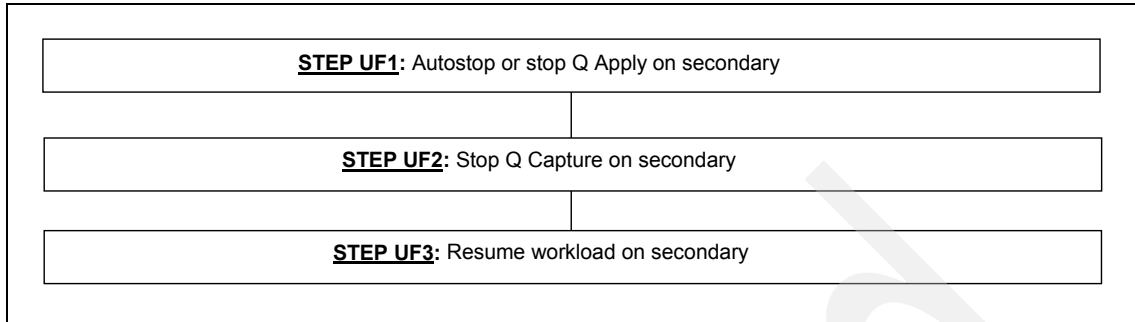 STEP UF1: Autostop or stop Q Apply on secondary
STEP UF2: Stop Q Capture on secondary
STEP UF3: Resume workload on secondary